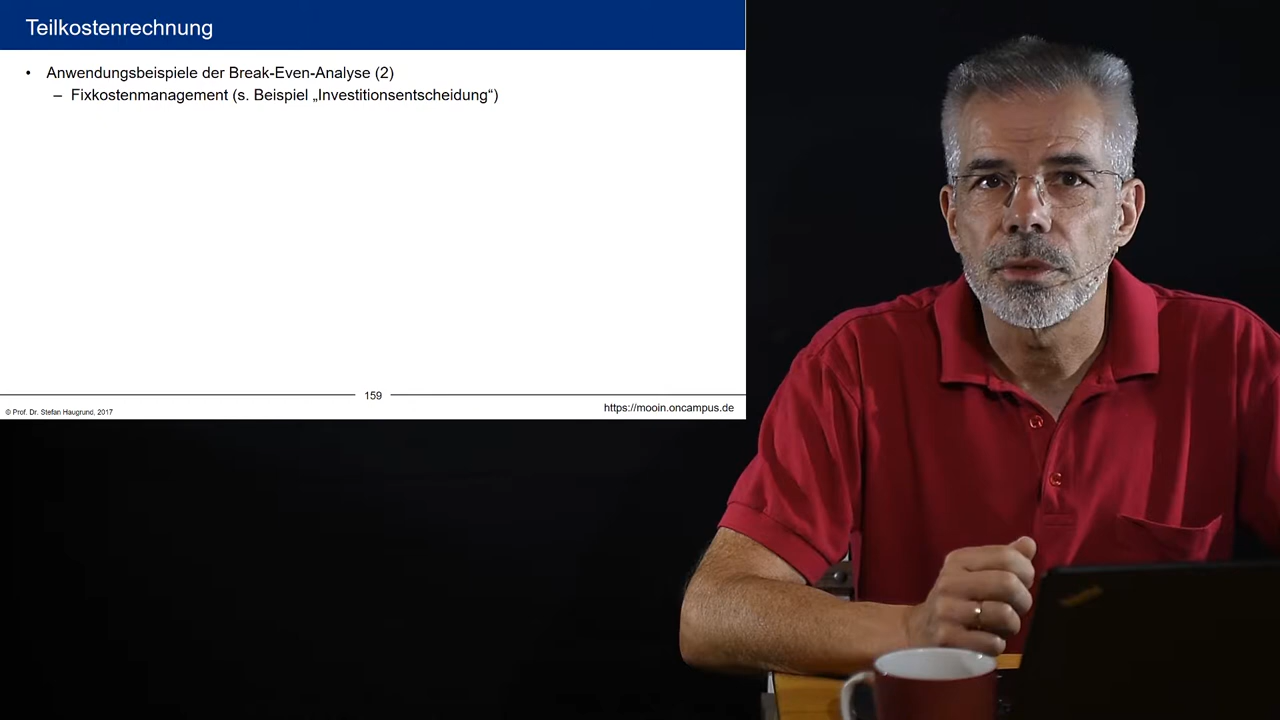 Teilkostenrechnung
• Anwendungsbeispiele der Break-Even-Analyse (2)
– Fixkostenmanagement (s. Beispiel „Investitionsentscheidung“)
159
© Prof. Dr. Stefan Haugrund, 2017
https://mooin.oncampus.de